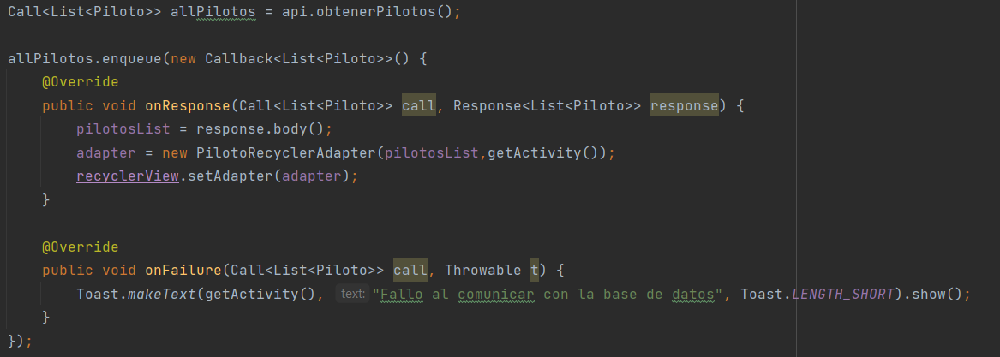 Call<List<Piloto>> allPilotos = api.obtenerPilotos();
allPilotos.enqueue(new Callback<List<Piloto>>() {
@Override
public void onResponse(Call<List<Piloto>> call, Response<List<Piloto>> response) {
pilotosList = response.body();
adapter = new PilotoRecyclerAdapter(pilotosList,getActivity());
recyclerView.setAdapter(adapter);
}
@Override
public void onFailure(Call<List<Piloto>> call, Throwable t) {
Toast.makeText(getActivity(), text: "Fallo al comunicar con la base de datos", Toast.LENGTH_SHORT).show();
}
});